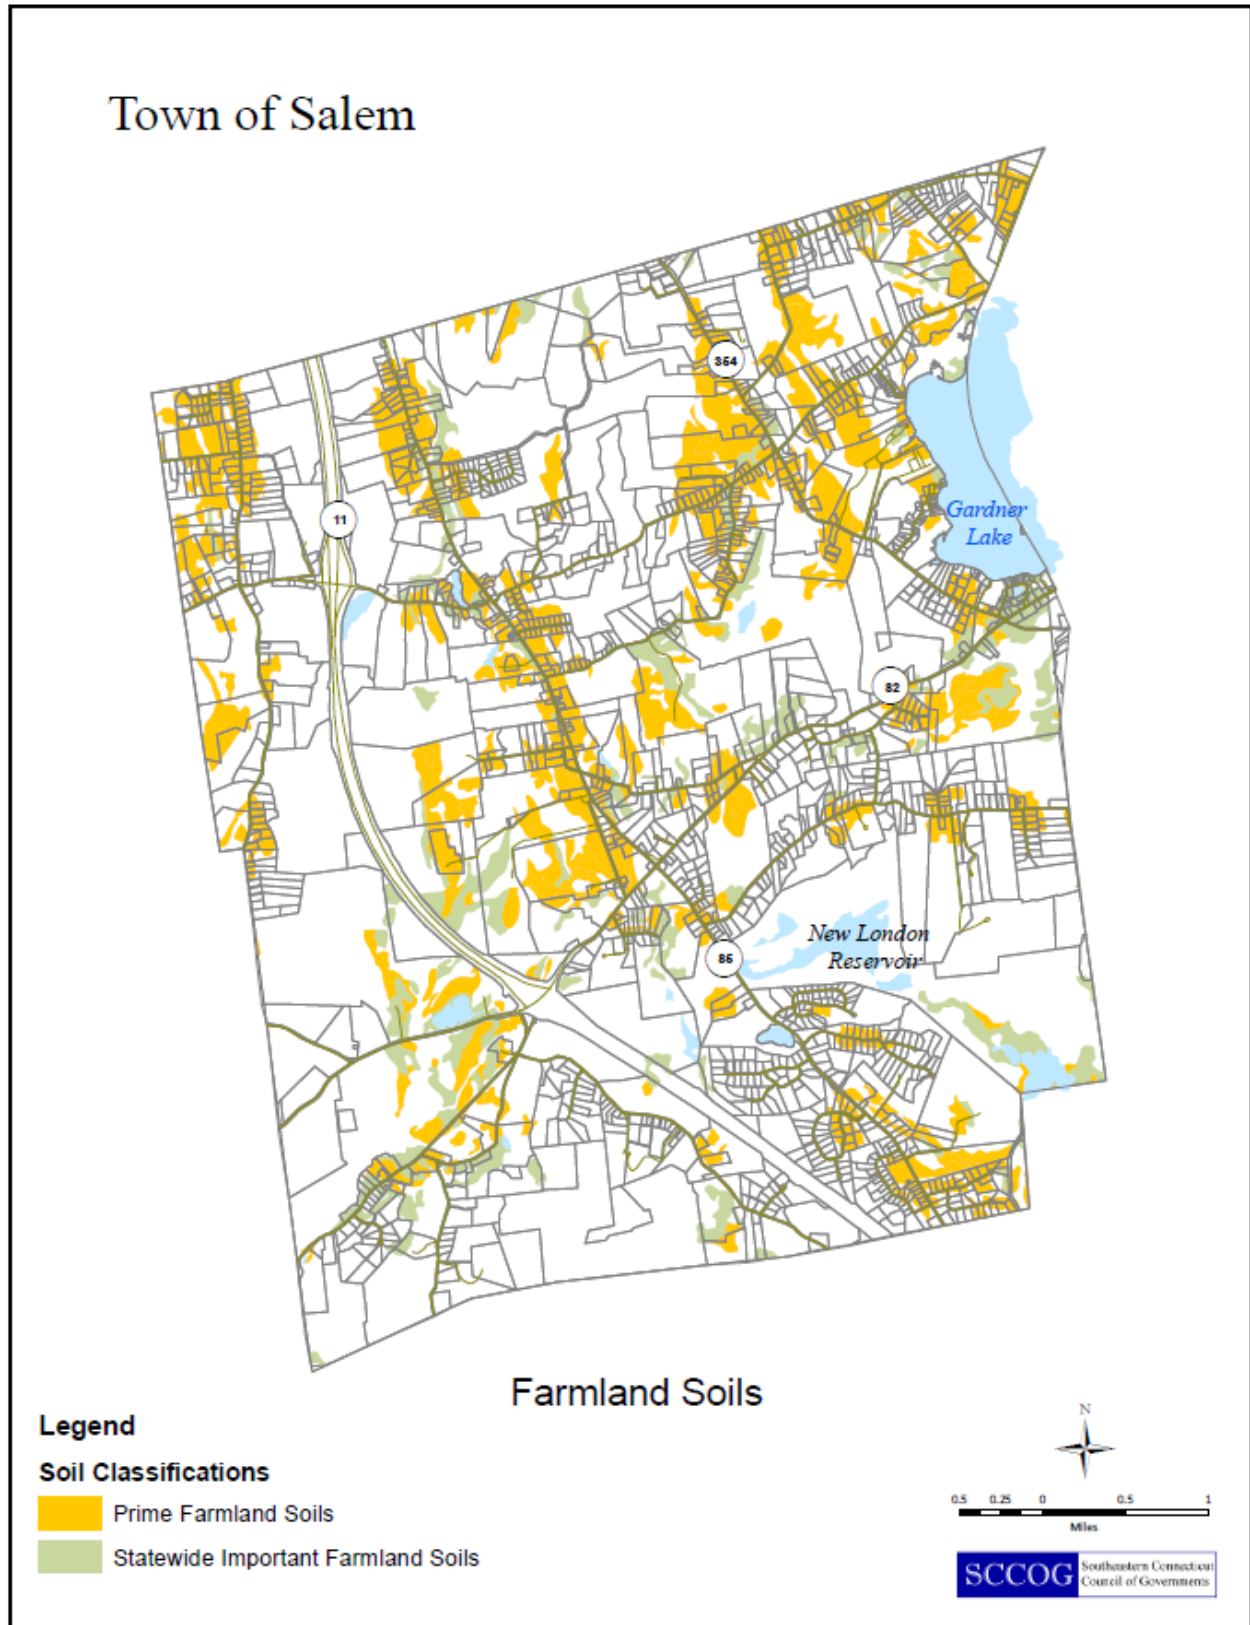 Town of Salem
354
11
Gardner
Lake
82
New London
Reservoir
85
Farmland Soils
Legend
Soil Classifications
Prime Farmland Soils
Statewide Important Farmland Soils
N
0.5 0.25 0 0.5 1
Miles
SCCOG
Southeastern Connecticut
Council of Governments